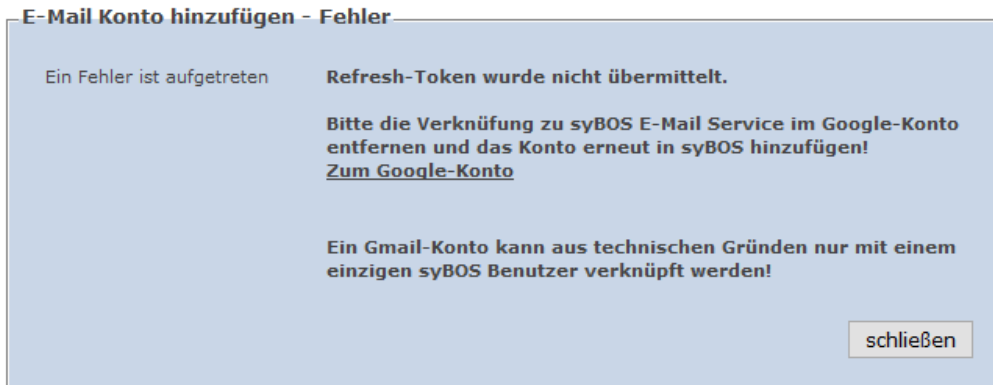 E-Mail Konto hinzufügen - Fehler
Ein Fehler ist aufgetreten
Refresh-Token wurde nicht übermittelt.
Bitte die Verknüfung zu syBOS E-Mail Service im Google-Konto
entfernen und das Konto erneut in syBOS hinzufügen!
Zum Google-Konto
Ein Gmail-Konto kann aus technischen Gründen nur mit einem
einzigen syBOS Benutzer verknüpft werden!
schließen